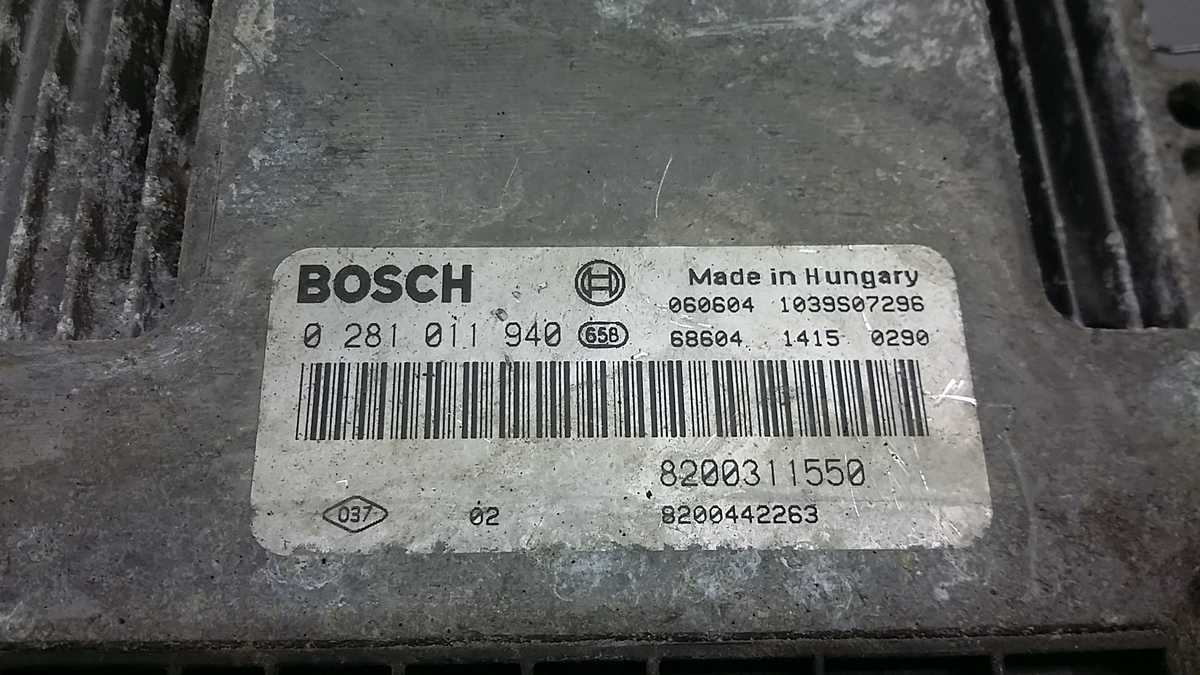 BOSCH
Made in Hungary
060604 1039S07296
0 281 011 940 658
68604 1415 0290
8200311550
037 02 8200442263